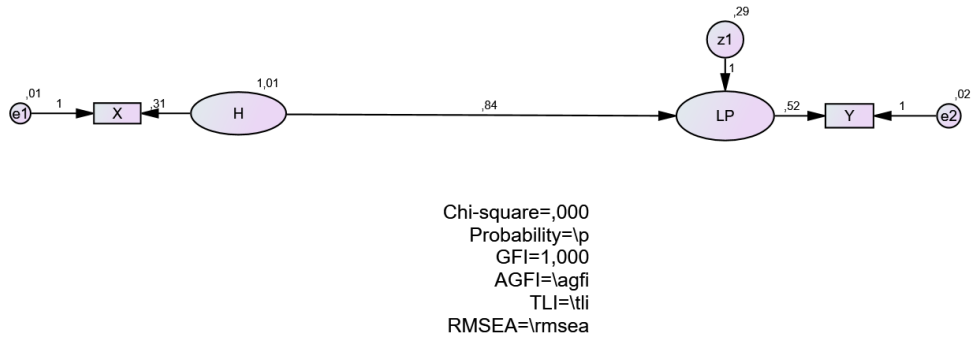 ,29
z1
1
,01
e1
1
X
,31
1,01
H
,84
LP
,52
Y
1
,02
e2
Chi-square=,000
Probability=\p
GFI=1,000
AGFI=\agfi
TLI=\tli
RMSEA=\rmsea